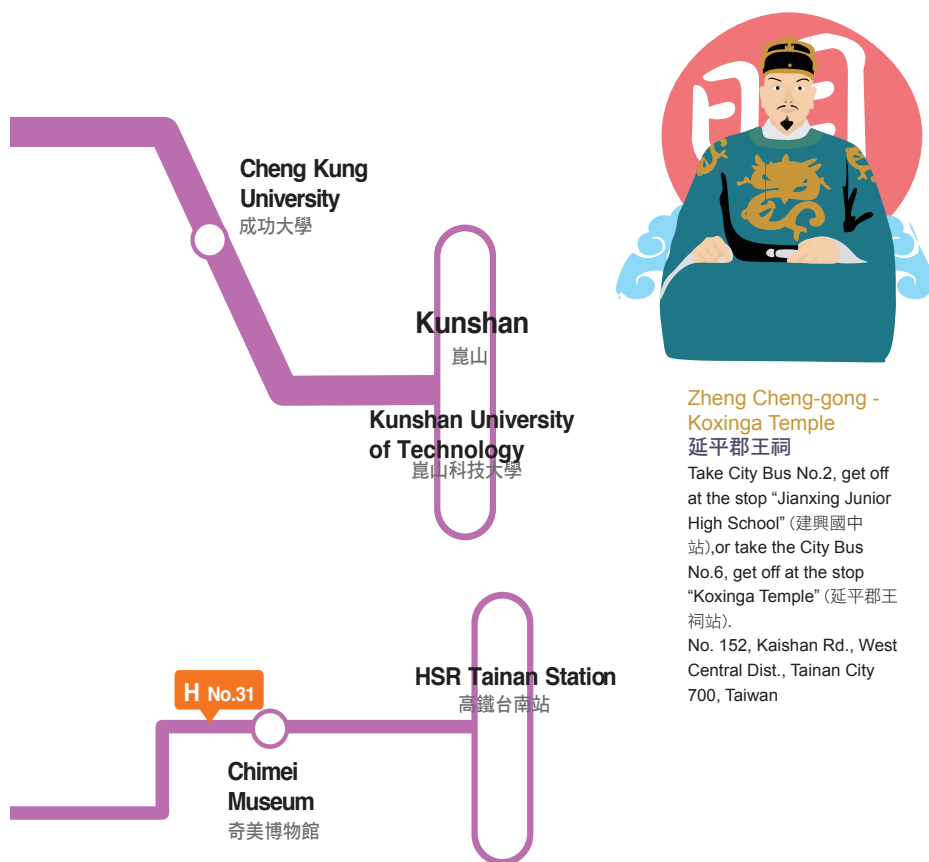 明
Cheng Kung
University
成功大學
Kunshan
崑山
Kunshan University
of Technology
崑山科技大學
Zheng Cheng-gong -
Koxinga Temple
延平郡王祠
Take City Bus No.2, get off
at the stop “Jianxing Junior
High School” (建興國中
站),or take the City Bus
No.6, get off at the stop
“Koxinga Temple” (延平郡王
祠站).
No. 152, Kaishan Rd., West
Central Dist., Tainan City
700, Taiwan
H No.31
HSR Tainan Station
高鐵台南站
Chimei
Museum
奇美博物館